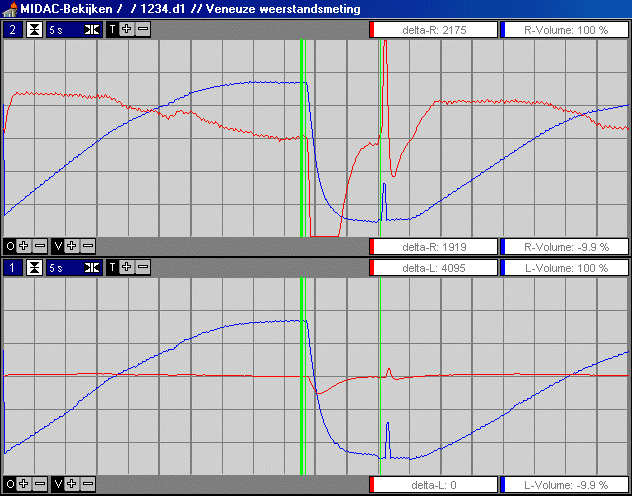 MIDAC-Bekijken / / 1234.d1 // Veneuze weerstandsmeting
2 5 s T delta-R: 2175 R-Volume: 100 %
O V delta-R: 1919 R-Volume: -9.9 %
1 5 s T delta-L: 4095 L-Volume: 100 %
O V delta-L: 0 L-Volume: -9.9 %